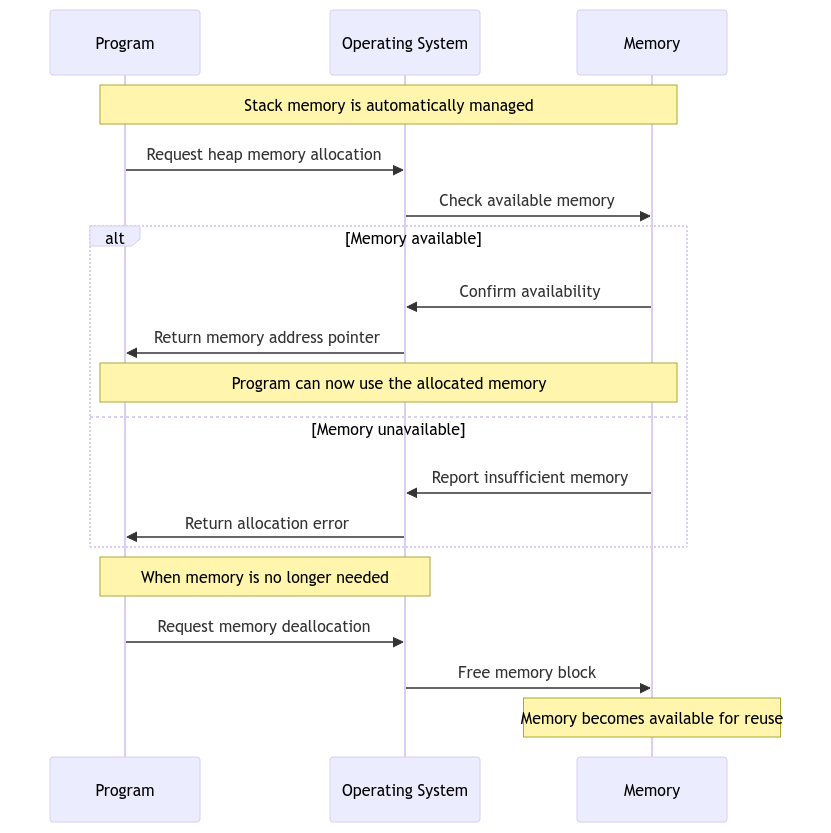 Program
Operating System
Memory
Stack memory is automatically managed
Request heap memory allocation
Check available memory
alt
[Memory available]
Confirm availability
Return memory address pointer
Program can now use the allocated memory
[Memory unavailable]
Report insufficient memory
Return allocation error
When memory is no longer needed
Request memory deallocation
Free memory block
Memory becomes available for reuse
Program
Operating System
Memory